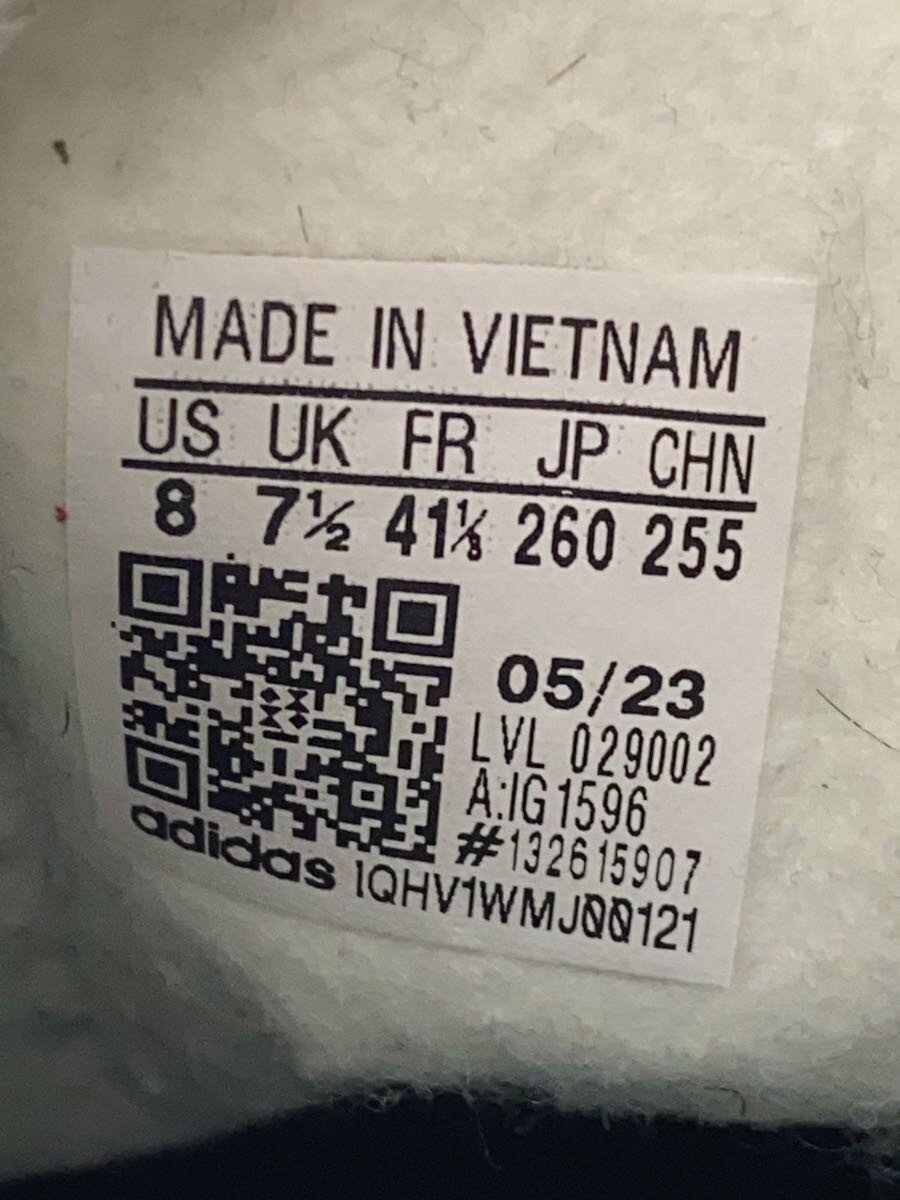 MADE IN VIETNAM
US UK FR JP CHN
8 7½ 41⅓ 260 255
05/23
LVL 029002
A:IG1596
#132615907
adidas 1QHV1WMJ00121